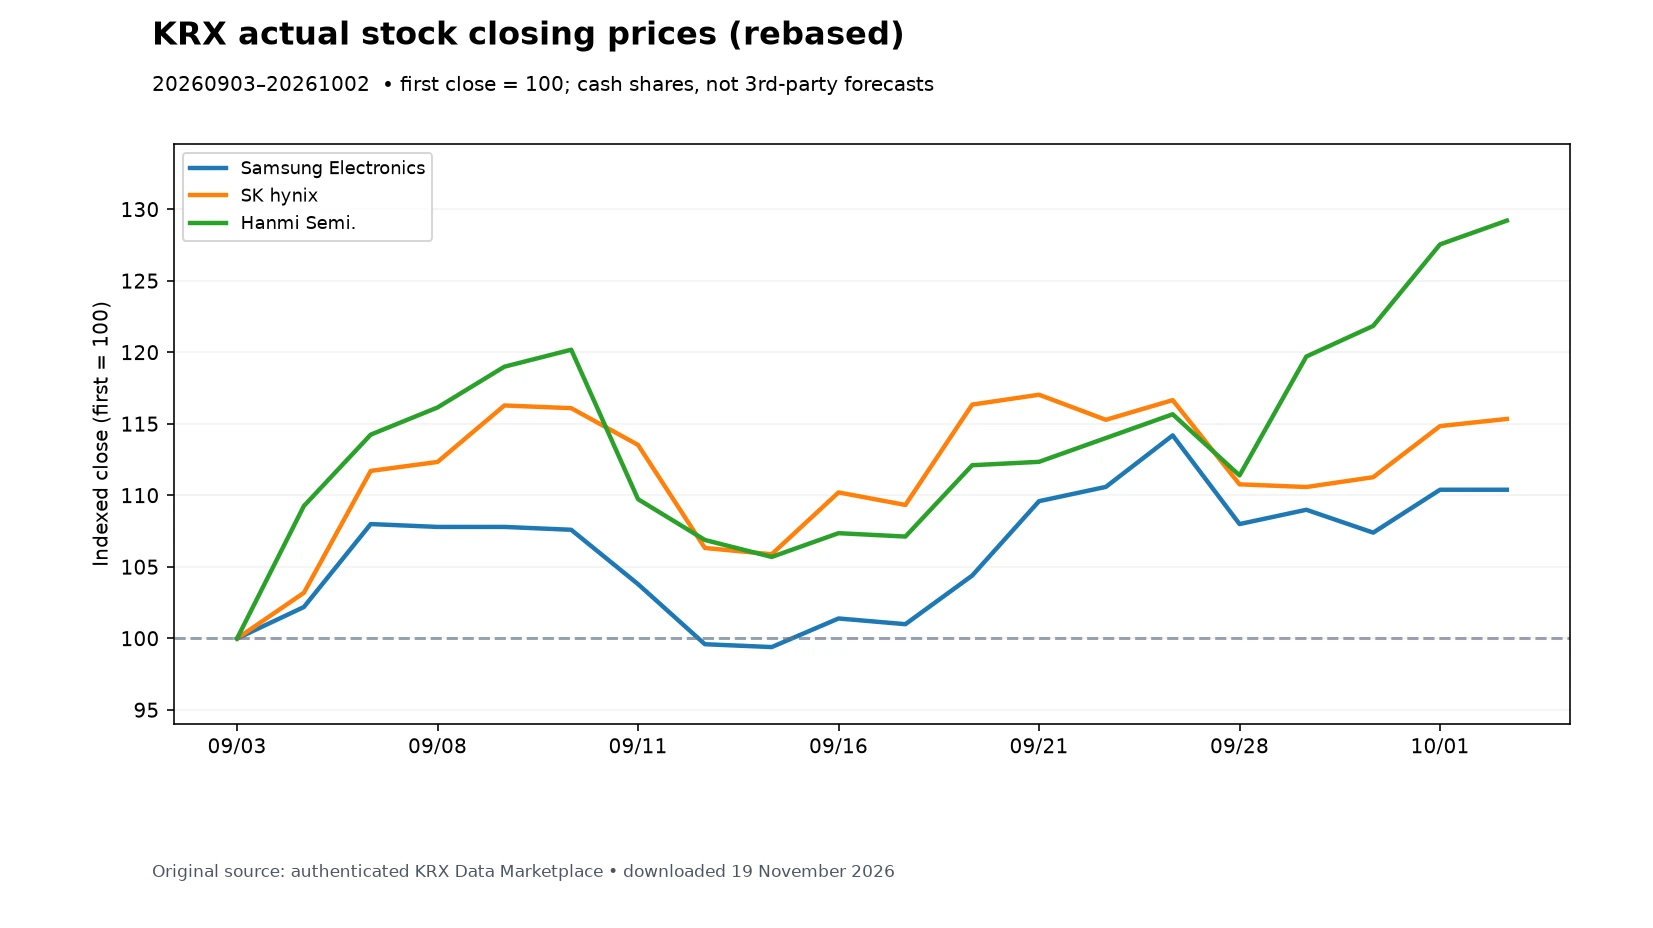 KRX actual stock closing prices (rebased)
20260903–20261002 • first close = 100; cash shares, not 3rd-party forecasts
Samsung Electronics
SK hynix
Hanmi Semi.
Indexed close (first = 100)
130
125
120
115
110
105
100
95
09/03 09/08 09/11 09/16 09/21 09/28 10/01
Original source: authenticated KRX Data Marketplace • downloaded 19 November 2026